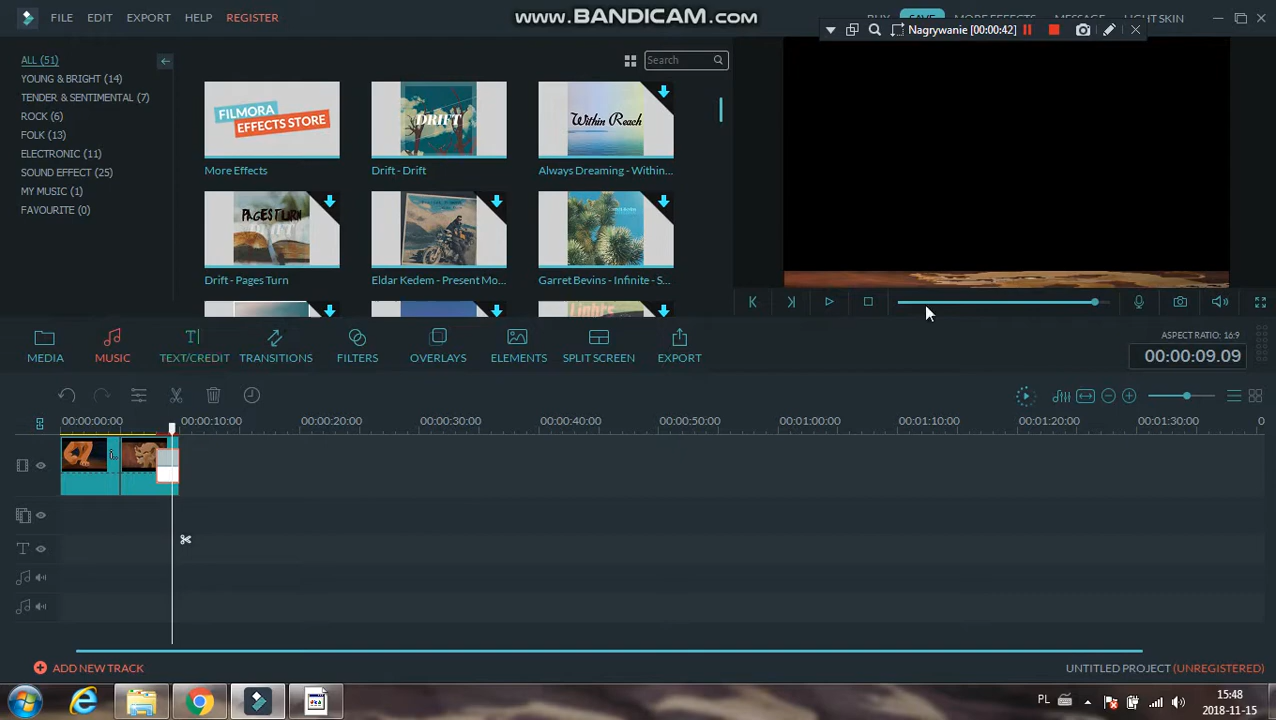 FILE EDIT EXPORT HELP REGISTER
www.BANDICAM.com
BUY SAVE MORE EFFECTS MESSAGE LIGHT SKIN
Nagrywanie [00:00:42]
ALL (51)
YOUNG & BRIGHT (14)
TENDER & SENTIMENTAL (7)
ROCK (6)
FOLK (13)
ELECTRONIC (11)
SOUND EFFECT (25)
MY MUSIC (1)
FAVOURITE (0)
Search
FILMORA
EFFECTS STORE
DRIFT
Within Reach
More Effects
Drift - Drift
Always Dreaming - Within...
PAGES TURN
Drift - Pages Turn
Eldar Kedem - Present Mo...
Garret Bevins - Infinite - S...
MEDIA MUSIC TEXT/CREDIT TRANSITIONS FILTERS OVERLAYS ELEMENTS SPLIT SCREEN EXPORT
ASPECT RATIO: 16:9
00:00:09.09
00:00:00:00 00:00:10:00 00:00:20:00 00:00:30:00 00:00:40:00 00:00:50:00 00:01:00:00 00:01:10:00 00:01:30:00 0
ADD NEW TRACK
UNTITLED PROJECT (UNREGISTERED)
PL
15:48
2018-11-15